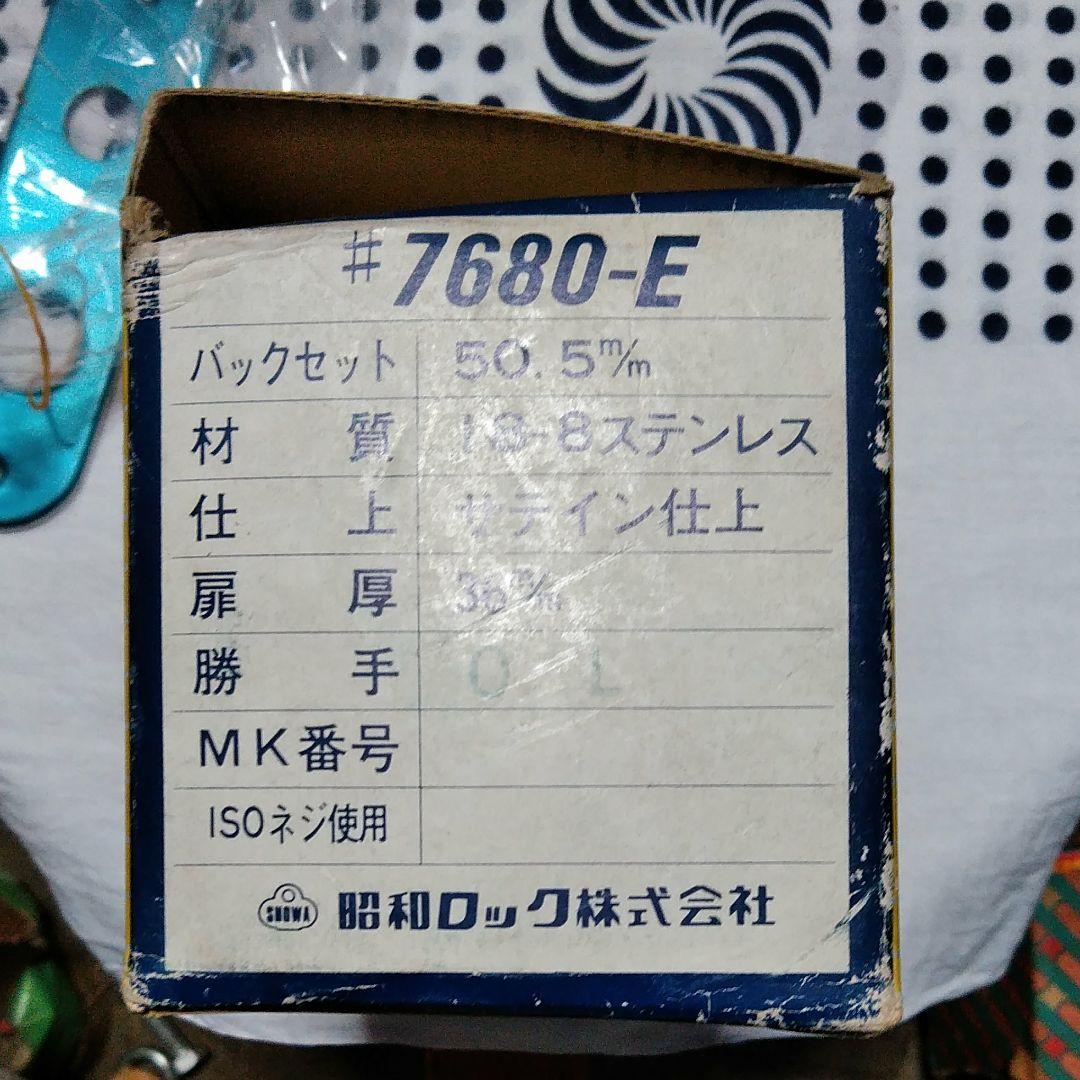 #7680-E
バックセット 50.5m/m
材質 18-8ステンレス
仕上 サテイン仕上
扉厚 36m/m
勝手 O L
MK番号
ISOネジ使用
SHOWA 昭和ロック株式会社